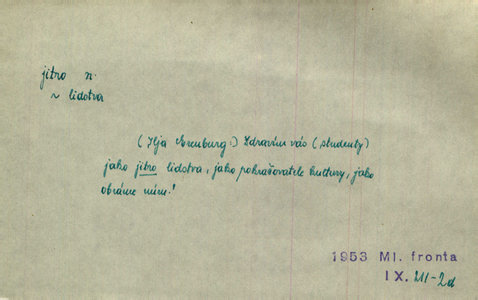 jitro n.
~ lidstva
(Ilja Erenburg:) Zdravím vás (studenty)
jako jitro lidstva, jako pokračovatele kultury, jako
obránce míru!
1953 Ml. fronta
IX. 211-2d